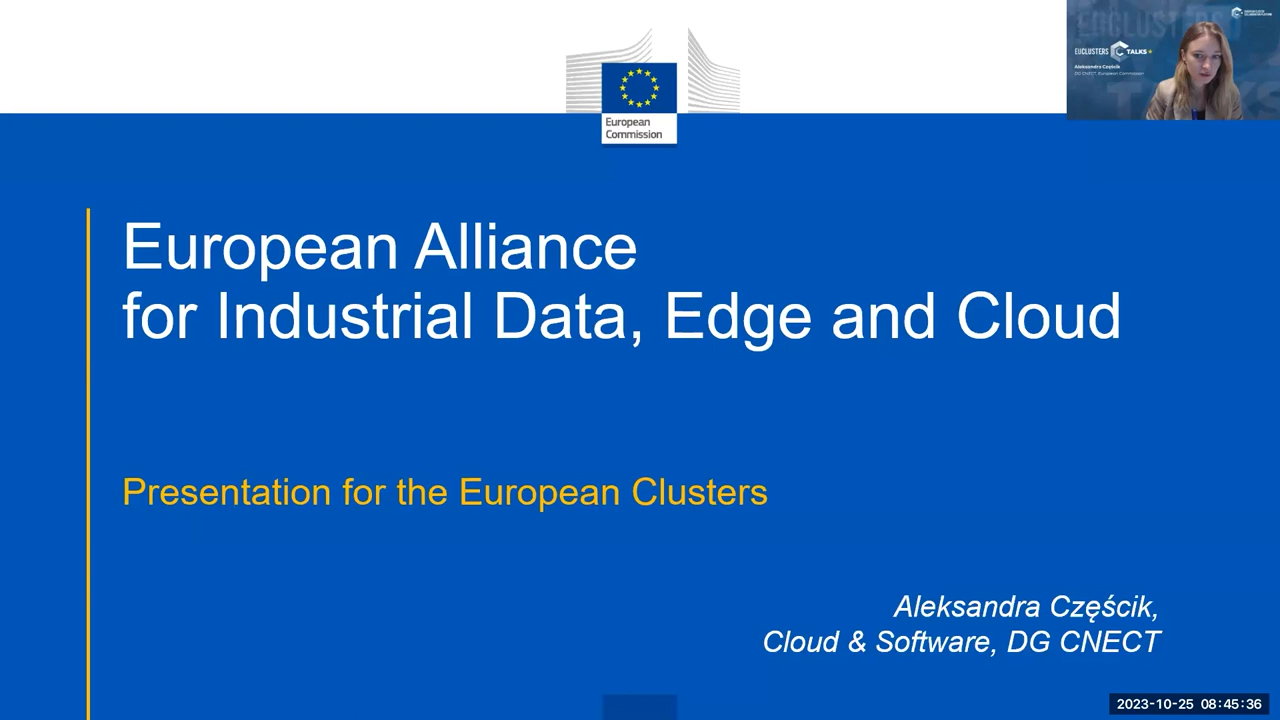 EUCLUSTERS
EUCLUSTERS TALKS
Aleksandra Częścik
DG CNECT, European Commission
European
Commission
European Alliance
for Industrial Data, Edge and Cloud
Presentation for the European Clusters
Aleksandra Częścik,
Cloud & Software, DG CNECT
2023-10-25 08:45:36